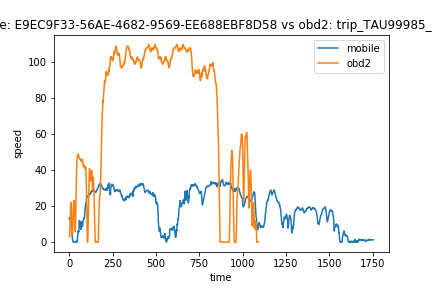 e: E9EC9F33-56AE-4682-9569-EE688EBF8D58 vs obd2: trip_TAU99985_
mobile
obd2
speed
100
80
60
40
20
0
0 250 500 750 1000 1250 1500 1750
time